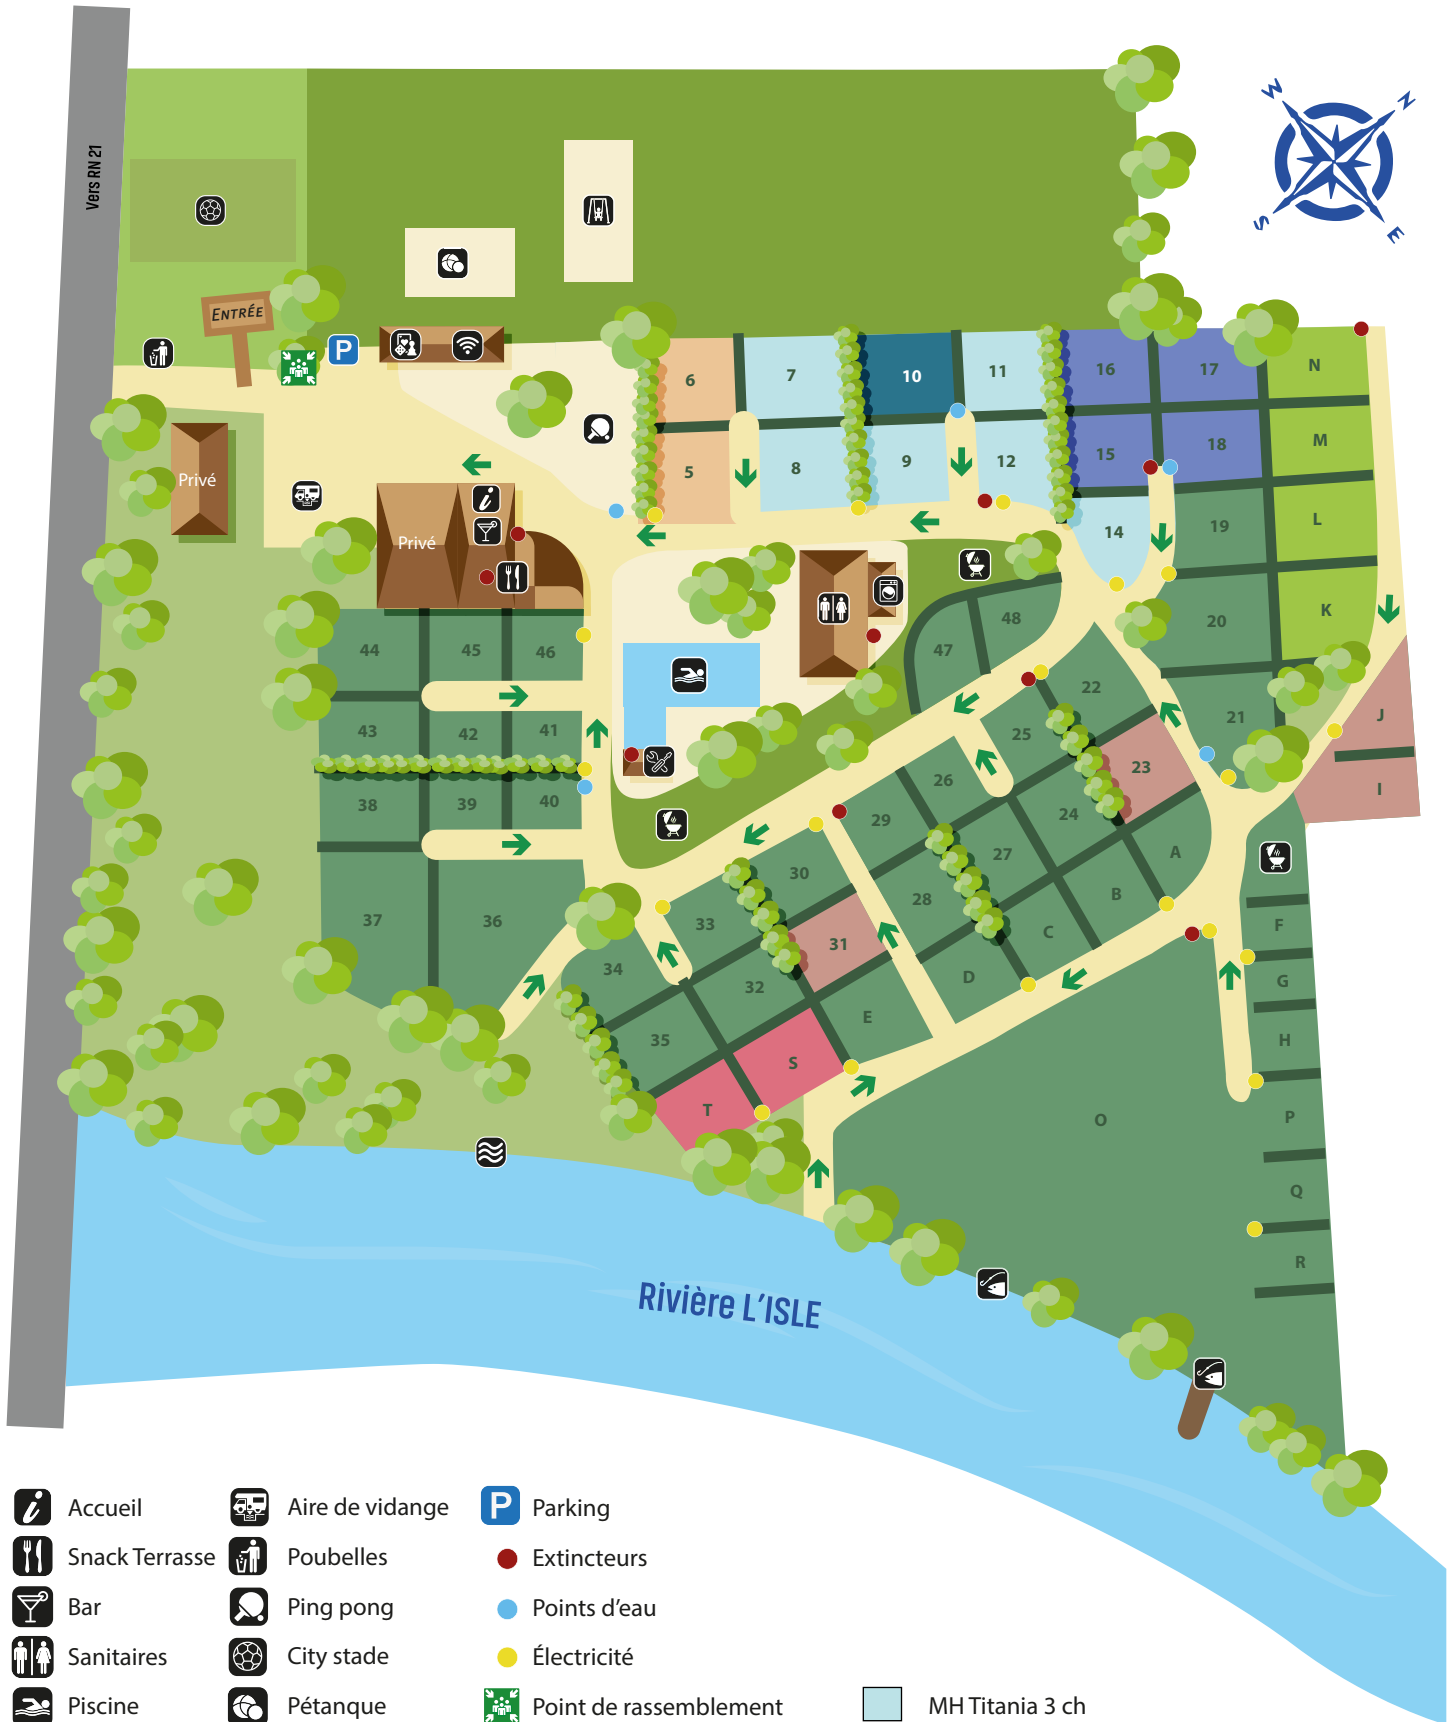 Vers RN 21
W
N
S
E
ENTRÉE
P
Privé
Privé
6
7
10
11
16
17
N
5
8
9
12
15
18
M
14
19
L
20
K
44
45
46
47
48
22
21
J
43
42
41
25
23
I
38
39
40
26
24
29
27
A
30
28
B
F
37
36
33
31
C
34
32
D
G
35
E
H
S
T
O
P
Q
R
Rivière L'ISLE
Accueil
Aire de vidange
P Parking
Snack Terrasse
Poubelles
Extincteurs
Bar
Ping pong
Points d'eau
Sanitaires
City stade
Électricité
Piscine
Pétanque
Point de rassemblement
MH Titania 3 ch